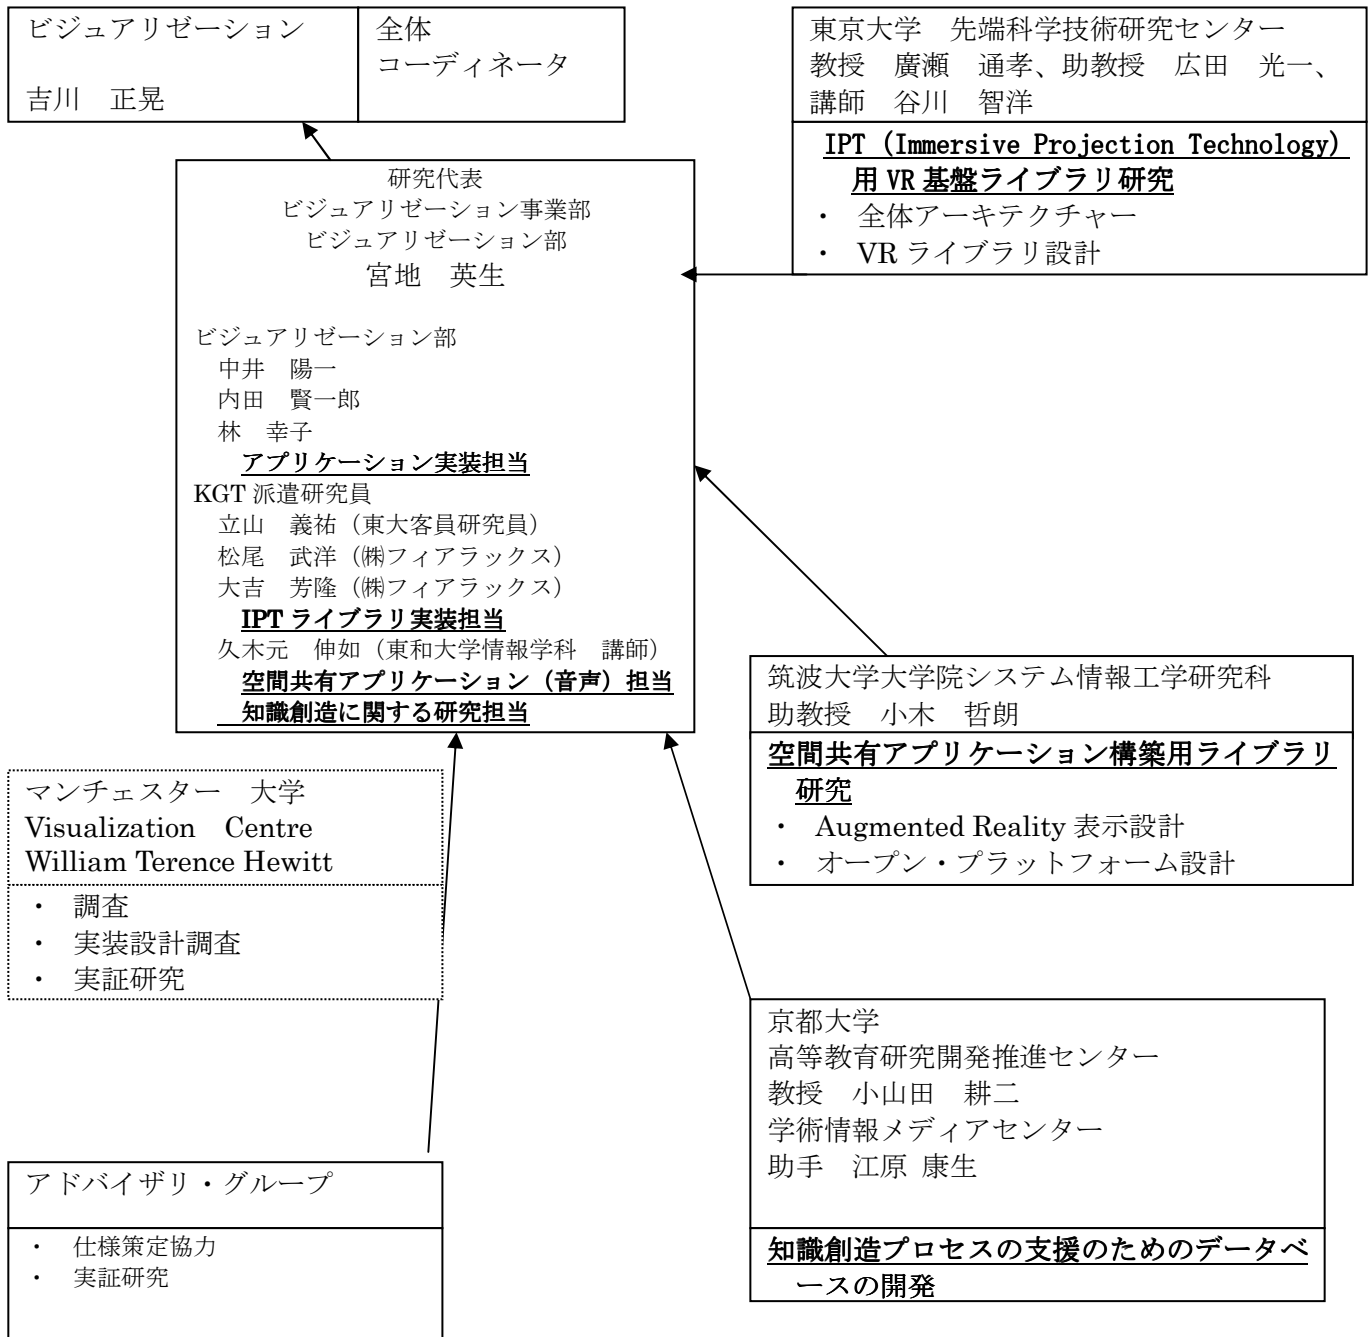 ビジュアリゼーション
吉川　正晃
全体
コーディネータ
東京大学　先端科学技術研究センター
教授　廣瀬　通孝、助教授　広田　光一、
講師　谷川　智洋
IPT（Immersive Projection Technology）
用 VR 基盤ライブラリ研究
・　全体アーキテクチャー
・　VR ライブラリ設計
研究代表
ビジュアリゼーション事業部
ビジュアリゼーション部
宮地　英生
ビジュアリゼーション部
中井　陽一
内田　賢一郎
林　幸子
アプリケーション実装担当
KGT 派遣研究員
立山　義祐（東大客員研究員）
松尾　武洋（㈱フィアラックス）
大吉　芳隆（㈱フィアラックス）
IPT ライブラリ実装担当
久木元　伸如（東和大学情報学科　講師）
空間共有アプリケーション（音声）担当
知識創造に関する研究担当
筑波大学大学院システム情報工学研究科
助教授　小木　哲朗
空間共有アプリケーション構築用ライブラリ
研究
・　Augmented Reality 表示設計
・　オープン・プラットフォーム設計
マンチェスター　大学
Visualization　Centre
William Terence Hewitt
・　調査
・　実装設計調査
・　実証研究
京都大学
高等教育研究開発推進センター
教授　小山田　耕二
学術情報メディアセンター
助手　江原 康生
知識創造プロセスの支援のためのデータベ
ースの開発
アドバイザリ・グループ
・　仕様策定協力
・　実証研究